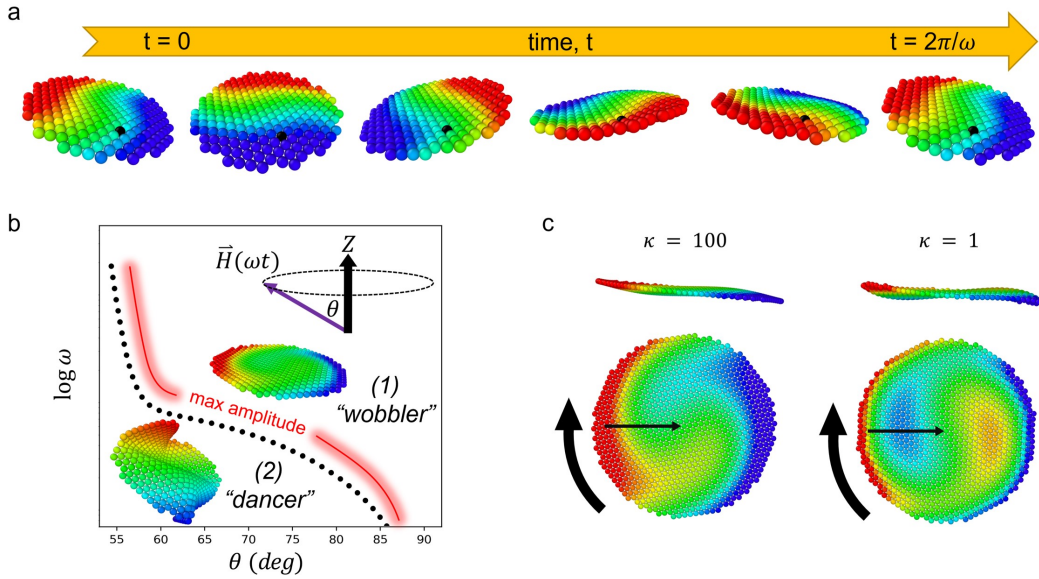 a
t = 0
time, t
t = 2π/ω
b
Z
H⃗(ωt)
θ
log ω
(1)
“wobbler”
max amplitude
(2)
“dancer”
55 60 65 70 75 80 85 90
θ (deg)
c
κ = 100
κ = 1